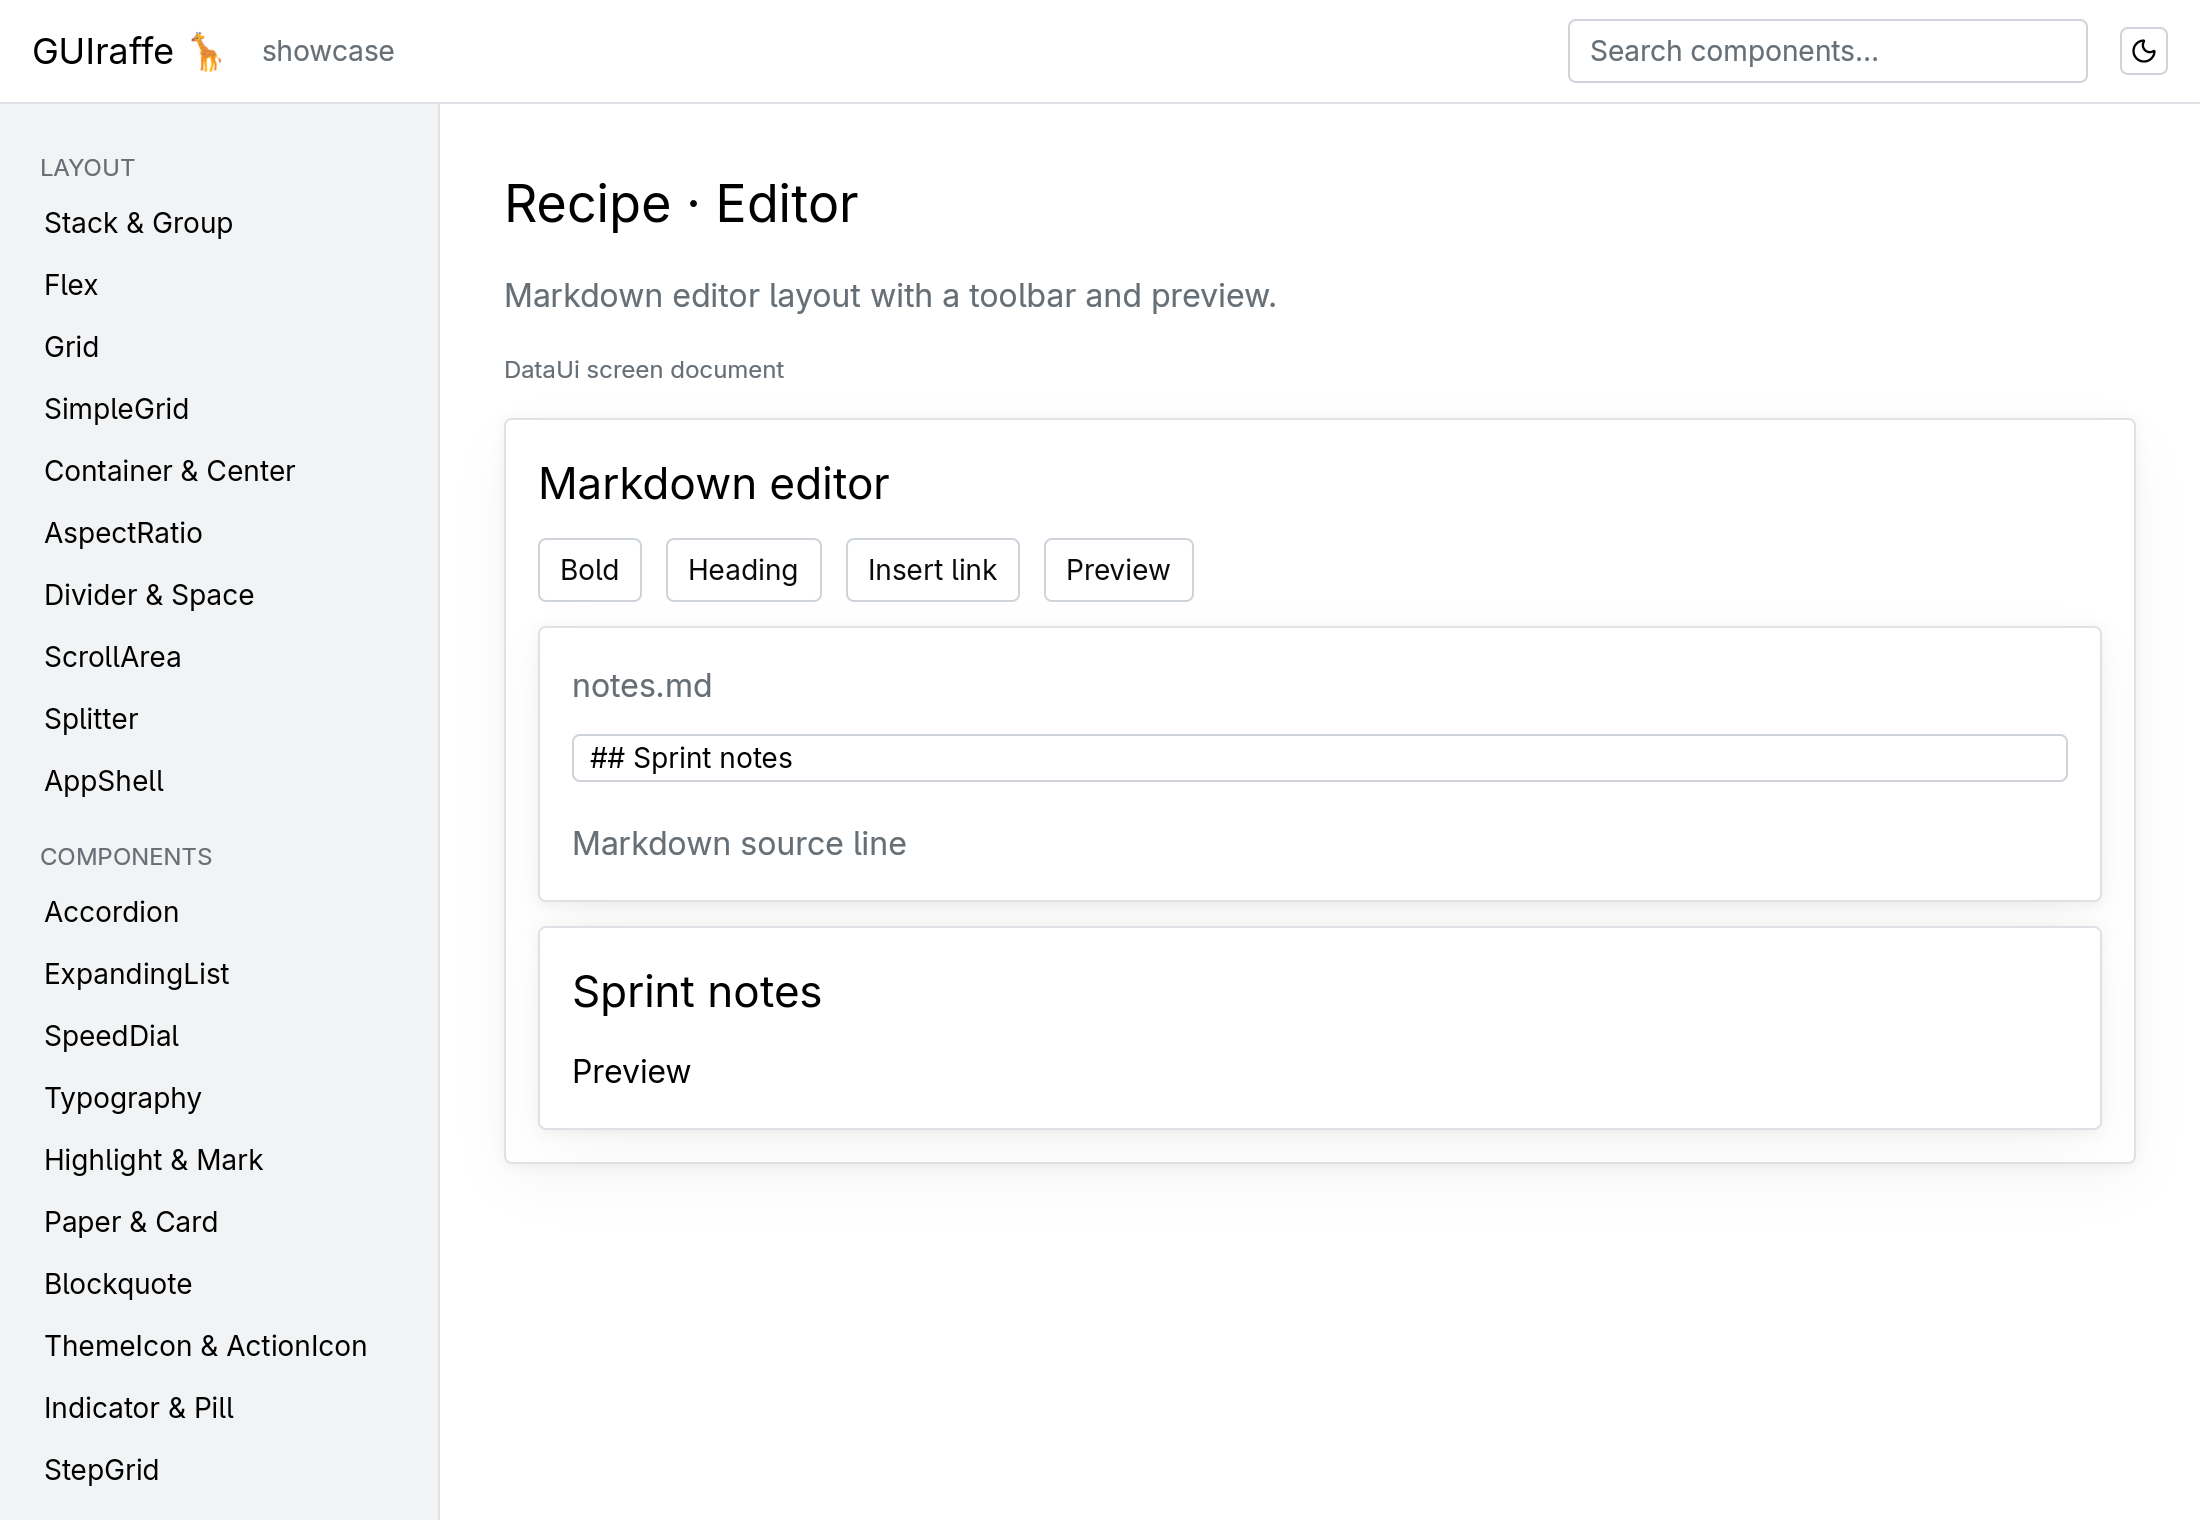 GUIraffe 🦒 showcase
Search components...
LAYOUT
Stack & Group
Flex
Grid
SimpleGrid
Container & Center
AspectRatio
Divider & Space
ScrollArea
Splitter
AppShell
COMPONENTS
Accordion
ExpandingList
SpeedDial
Typography
Highlight & Mark
Paper & Card
Blockquote
ThemeIcon & ActionIcon
Indicator & Pill
StepGrid
Recipe · Editor
Markdown editor layout with a toolbar and preview.
DataUi screen document
Markdown editor
Bold Heading Insert link Preview
notes.md
## Sprint notes
Markdown source line
Sprint notes
Preview